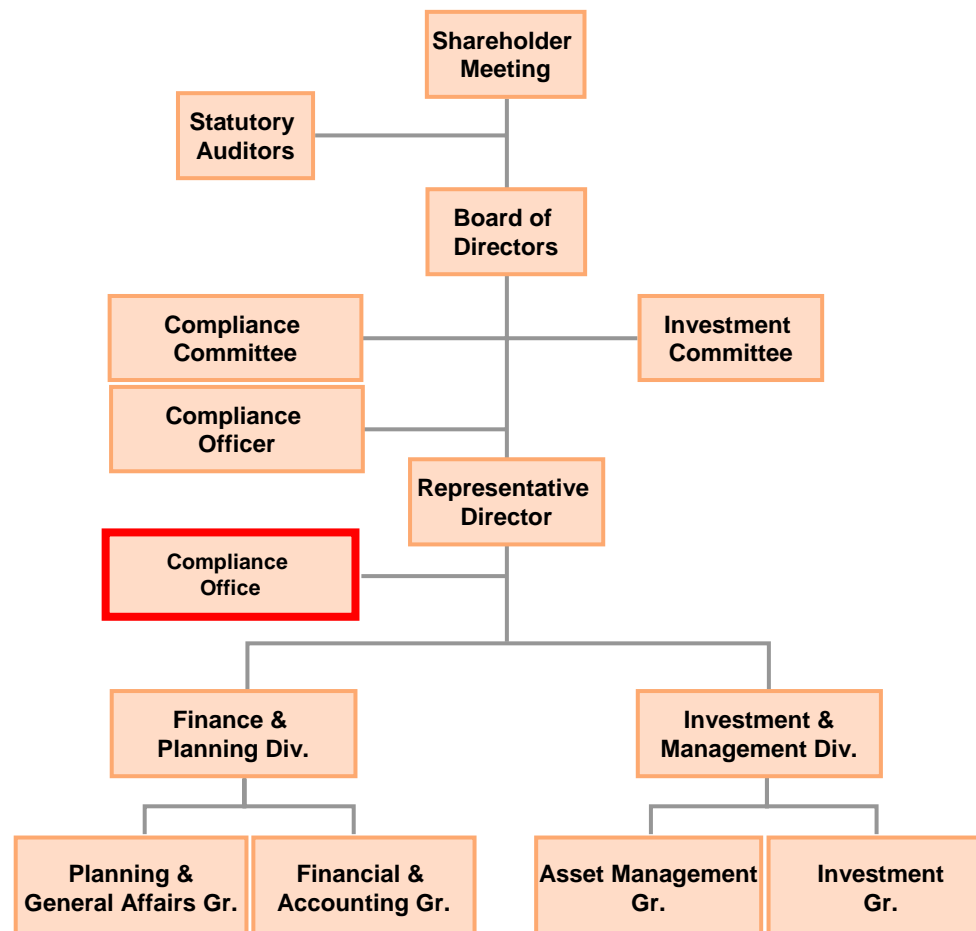 Shareholder
Meeting
Statutory
Auditors
Board of
Directors
Compliance
Committee
Investment
Committee
Compliance
Officer
Representative
Director
Compliance
Office
Finance &
Planning Div.
Investment &
Management Div.
Planning &
General Affairs Gr.
Financial &
Accounting Gr.
Asset Management
Gr.
Investment
Gr.